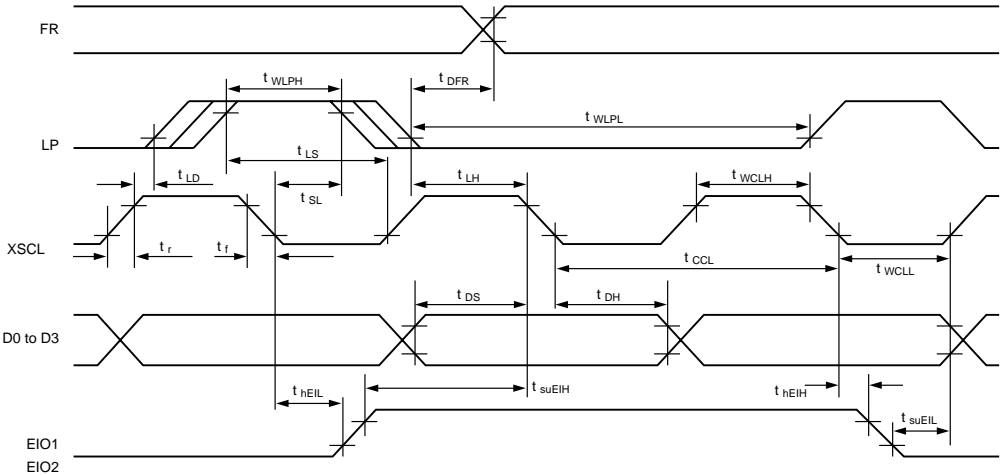 FR
t WLPH
t DFR
LP
t WLPL
t LS
t LD
t SL
t LH
t WCLH
XSCL
t r
t f
t CCL
t WCLL
t DS
t DH
D0 to D3
t hEIL
t suEIH
t hEIH
t suEIL
EIO1
EIO2